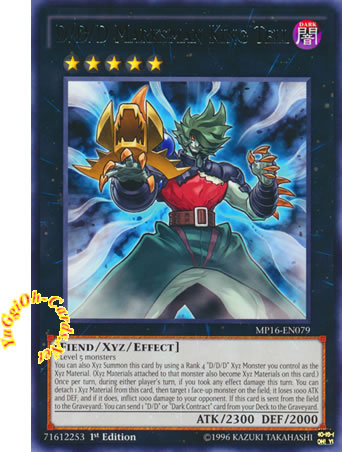 D/D/D Marksman King Tell
DARK
闇
MP16-EN079
[FIEND/XYZ/EFFECT]
2 Level 5 monsters
You can also Xyz Summon this card by using a Rank 4 "D/D/D" Xyz Monster you control as the
Xyz Material. (Xyz Materials attached to that monster also become Xyz Material on this card.)
Once per turn, during either player's turn, if you took any effect damage this turn: You can
detach 1 Xyz Material from this card, then target 1 face-up monster on the field; it loses 1000 ATK
and DEF, and if it does, inflict 1000 damage to your opponent. If this card is sent from the field
to the Graveyard: You can send 1 "D/D" or "Dark Contract" card from your Deck to the Graveyard.
ATK/2300 DEF/2000
71612253 1st Edition ©1996 KAZUKI TAKAHASHI